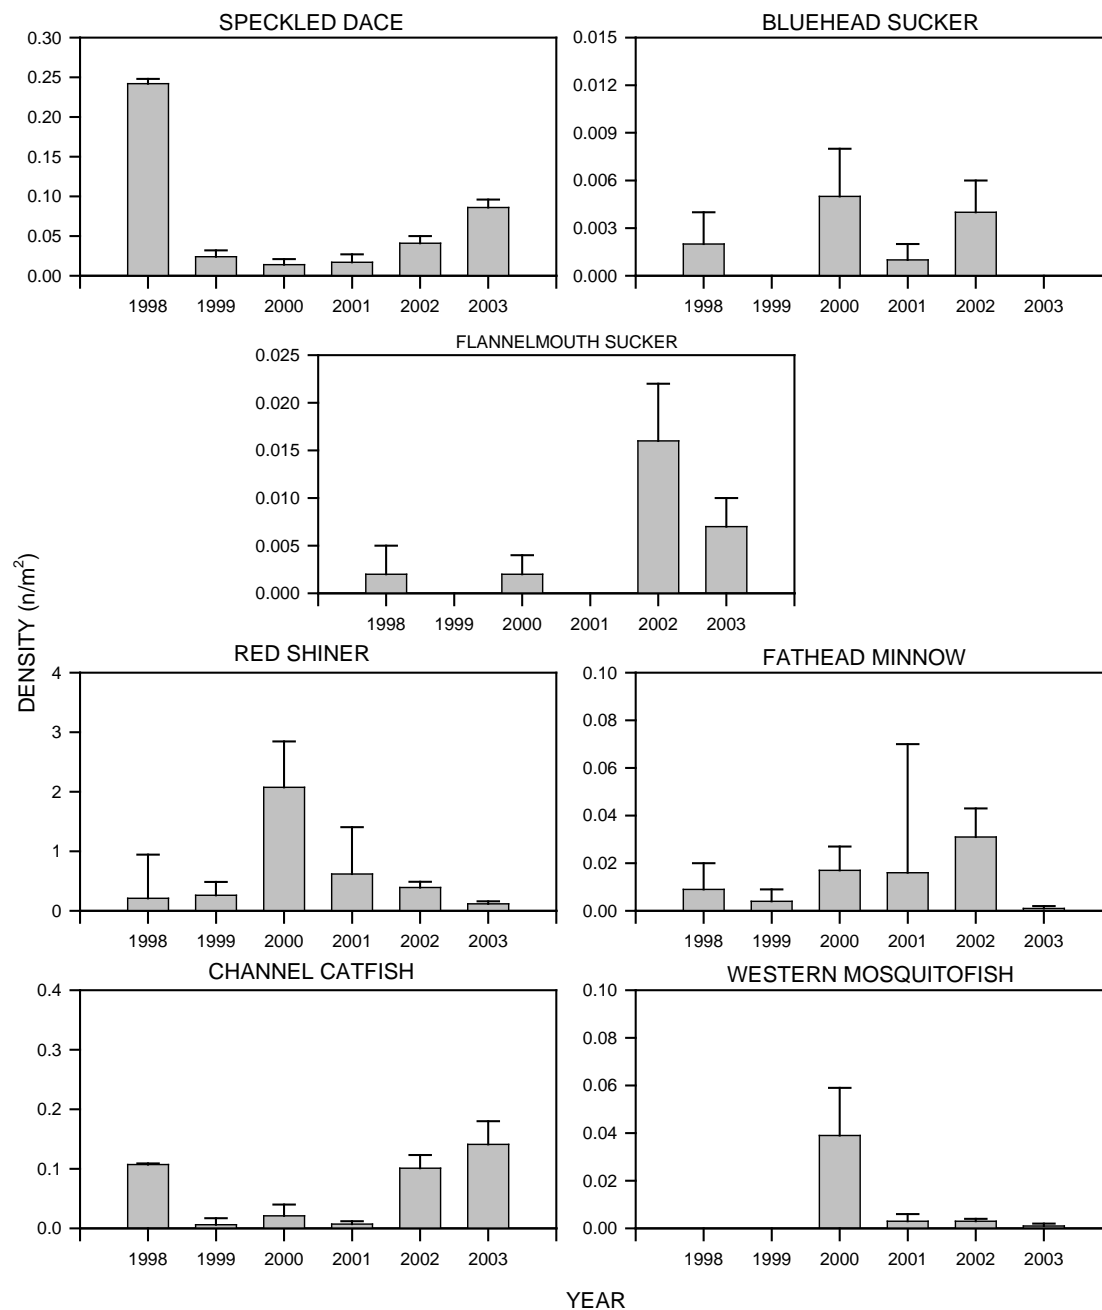 SPECKLED DACE
0.30
0.25
0.20
0.15
0.10
0.05
0.00
1998 1999 2000 2001 2002 2003
BLUEHEAD SUCKER
0.015
0.012
0.009
0.006
0.003
0.000
1998 1999 2000 2001 2002 2003
FLANNELMOUTH SUCKER
0.025
0.020
0.015
0.010
0.005
0.000
1998 1999 2000 2001 2002 2003
DENSITY (n/m²)
RED SHINER
4
3
2
1
0
1998 1999 2000 2001 2002 2003
FATHEAD MINNOW
0.10
0.08
0.06
0.04
0.02
0.00
1998 1999 2000 2001 2002 2003
CHANNEL CATFISH
0.4
0.3
0.2
0.1
0.0
1998 1999 2000 2001 2002 2003
WESTERN MOSQUITOFISH
0.10
0.08
0.06
0.04
0.02
0.00
1998 1999 2000 2001 2002 2003
YEAR